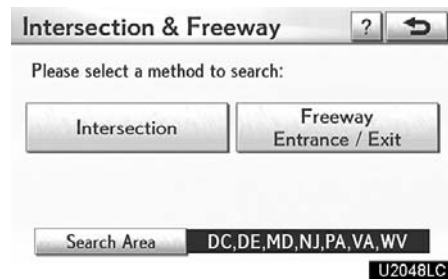 Intersection & Freeway ?
Please select a method to search:
Intersection
Freeway
Entrance / Exit
Search Area DC,DE,MD,NJ,PA,VA,WV
U2048LC